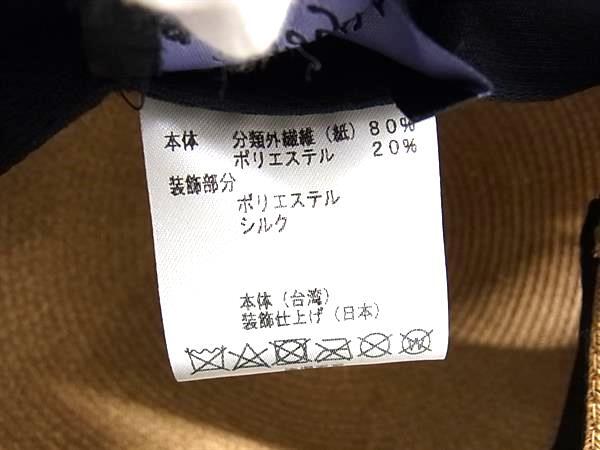 本体 分類外繊維（紙）80%
ポリエステル 20%
装飾部分
ポリエステル
シルク
本体（台湾）
装飾仕上げ（日本）